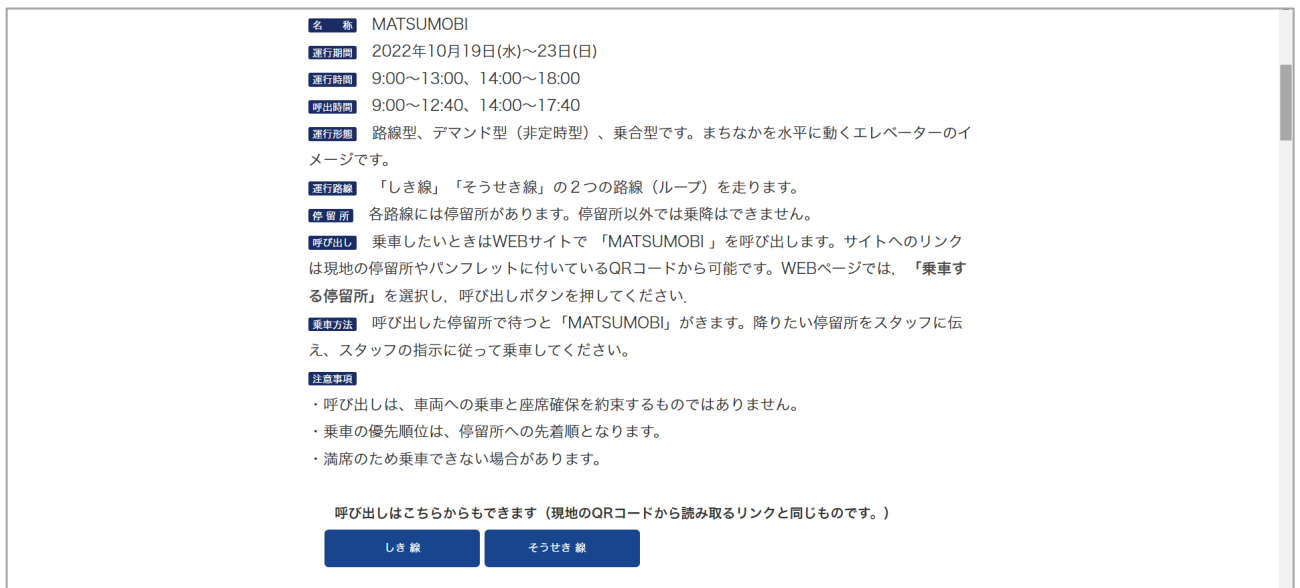 名　称 MATSUMOBI
運行期間 2022年10月19日(水)〜23日(日)
運行時間 9:00〜13:00、14:00〜18:00
呼出時間 9:00〜12:40、14:00〜17:40
運行形態 路線型、デマンド型（非定時型）、乗合型です。まちなかを水平に動くエレベーターのイ
メージです。
運行路線 「しき線」「そうせき線」の２つの路線（ループ）を走ります。
停 留 所 各路線には停留所があります。停留所以外では乗降はできません。
呼び出し 乗車したいときはWEBサイトで 「MATSUMOBI 」を呼び出します。サイトへのリンク
は現地の停留所やパンフレットに付いているQRコードから可能です。WEBページでは，「乗車す
る停留所」を選択し，呼び出しボタンを押してください．
乗車方法 呼び出した停留所で待つと「MATSUMOBI」がきます。降りたい停留所をスタッフに伝
え、スタッフの指示に従って乗車してください。
注意事項
・呼び出しは、車両への乗車と座席確保を約束するものではありません。
・乗車の優先順位は、停留所への先着順となります。
・満席のため乗車できない場合があります。
呼び出しはこちらからもできます（現地のQRコードから読み取るリンクと同じものです。）
しき 線 そうせき 線